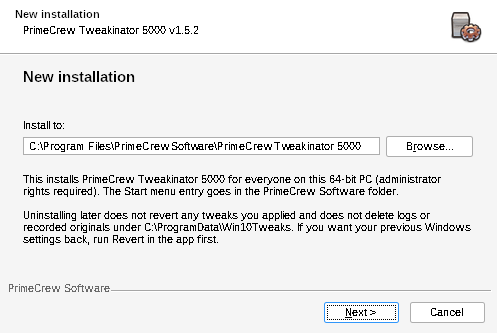 New installation
PrimeCrew Tweakinator 5000 v1.5.2
New installation
Install to:
C:\Program Files\PrimeCrew Software\PrimeCrew Tweakinator 5000
Browse...
This installs PrimeCrew Tweakinator 5000 for everyone on this 64-bit PC (administrator
rights required). The Start menu entry goes in the PrimeCrew Software folder.
Uninstalling later does not revert any tweaks you applied and does not delete logs or
recorded originals under C:\ProgramData\Win10Tweaks. If you want your previous Windows
settings back, run Revert in the app first.
PrimeCrew Software
Next >
Cancel